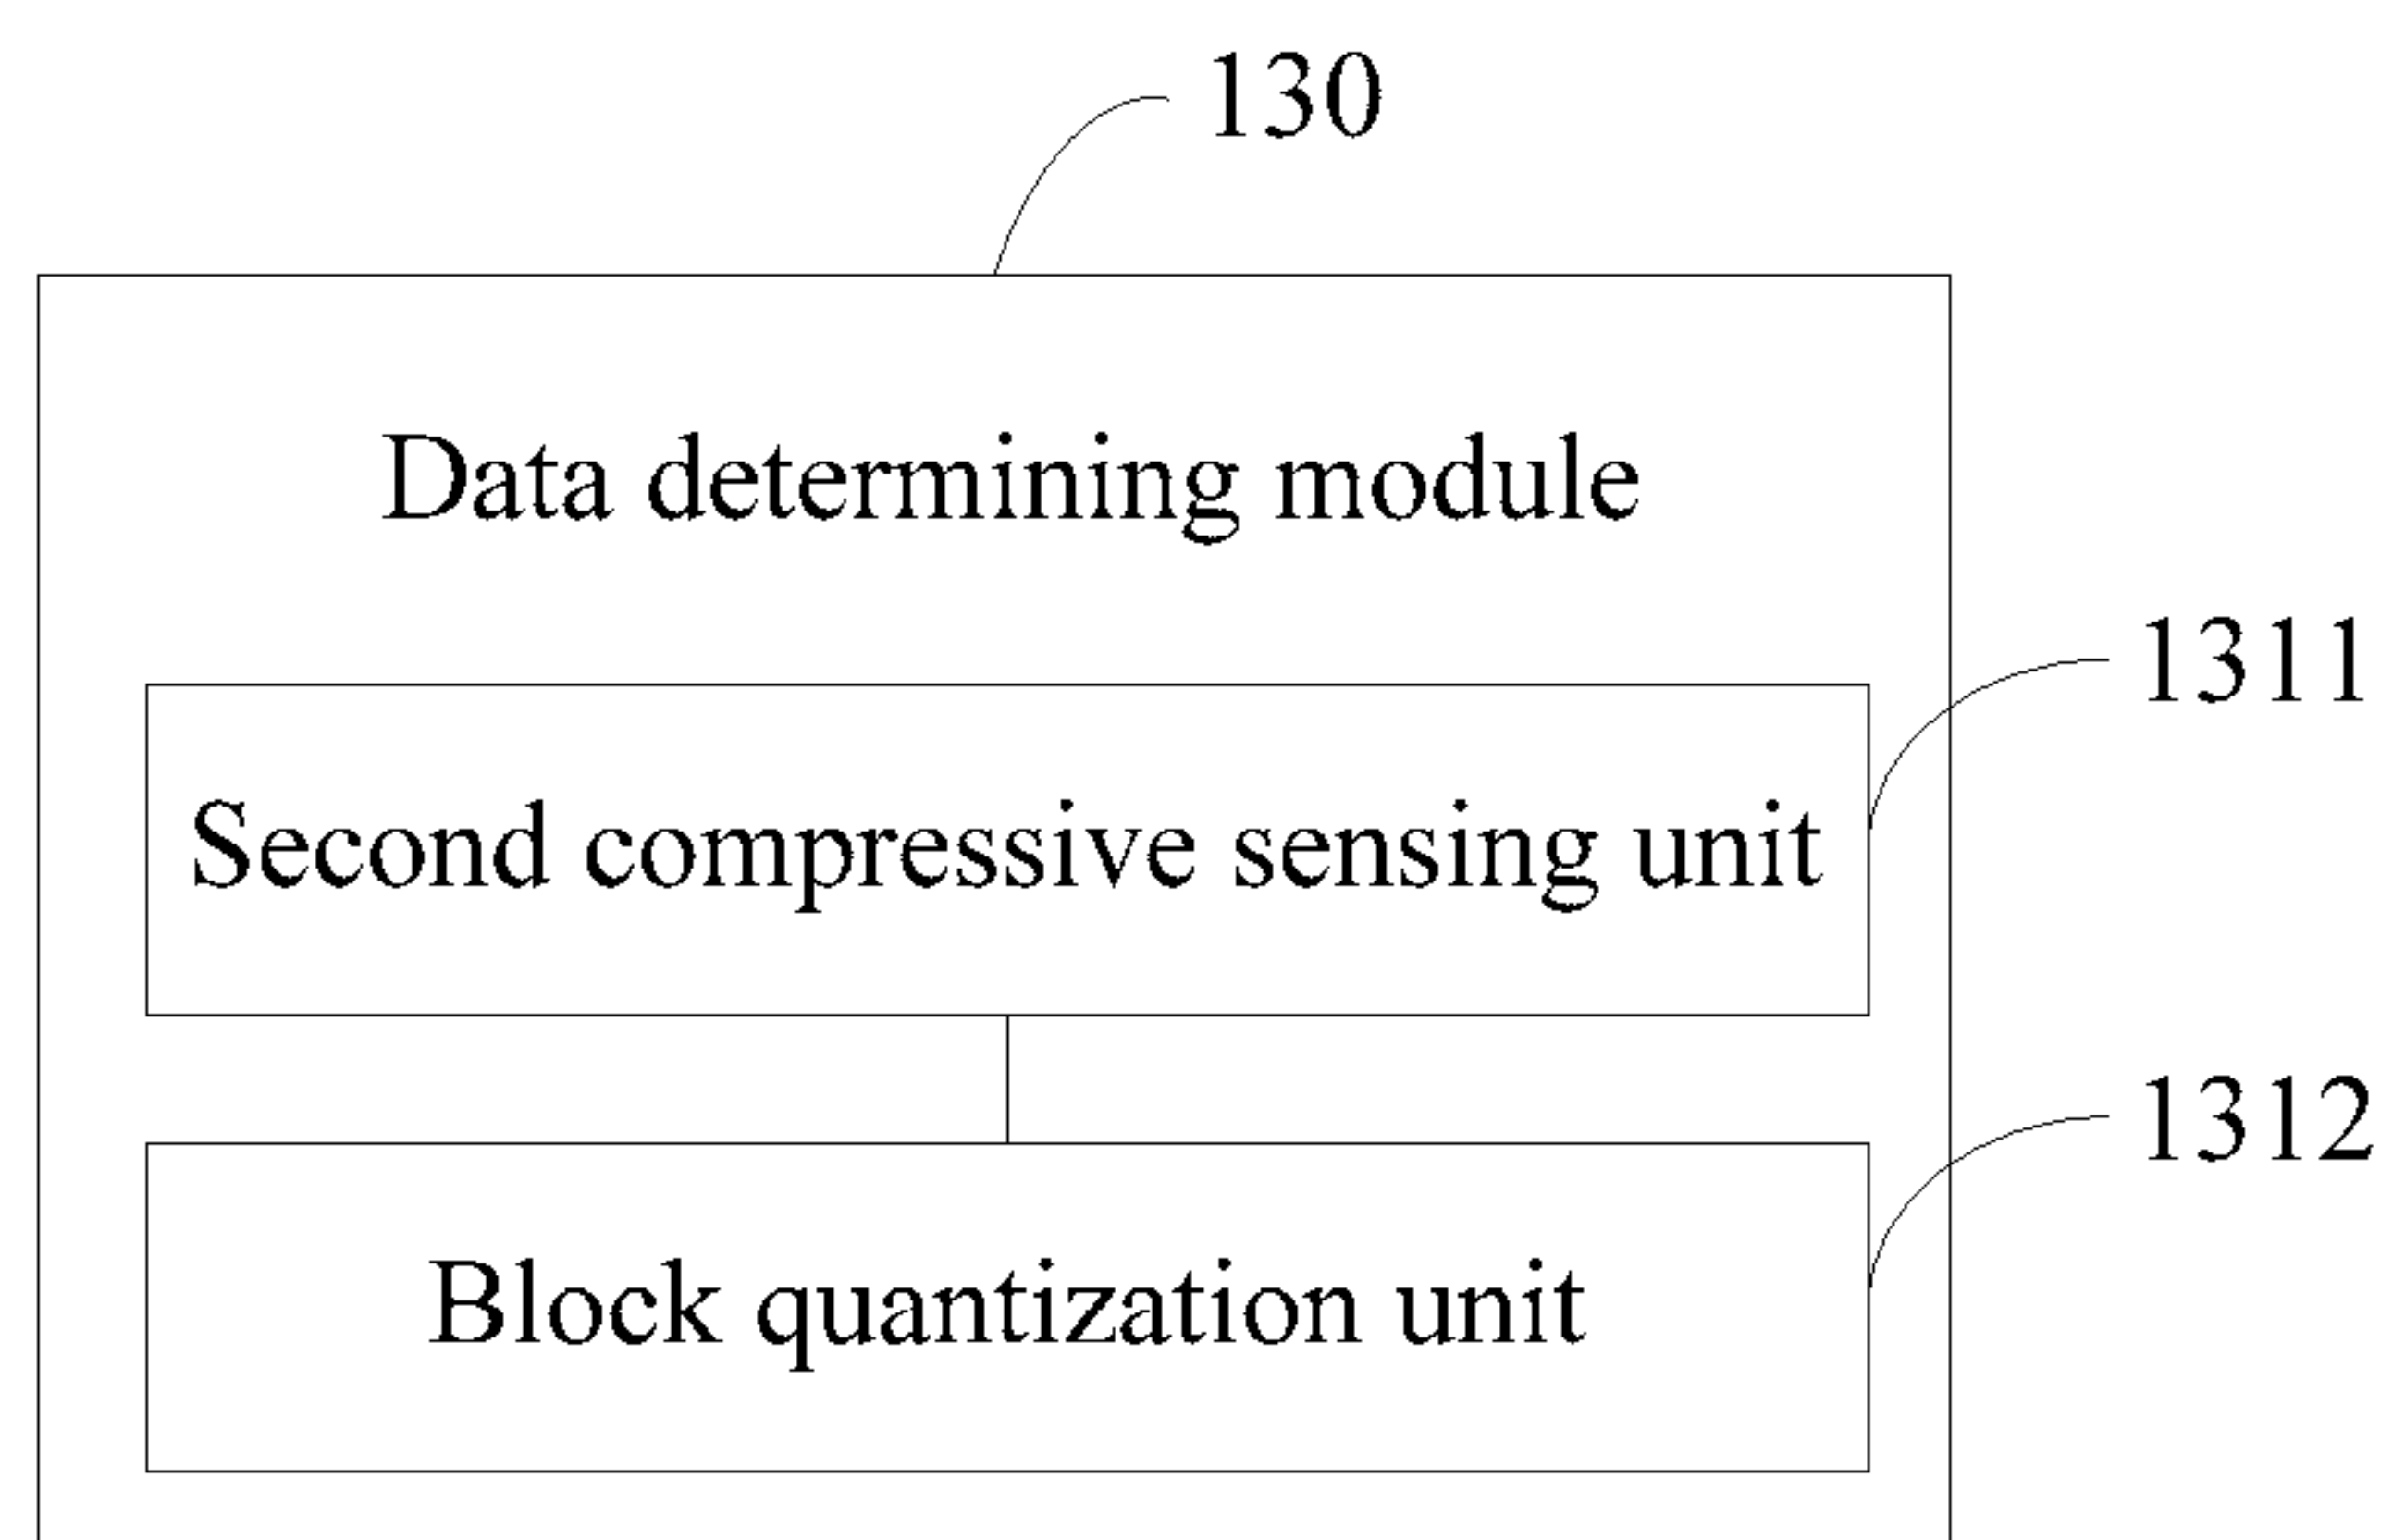 130
Data determining module
1311
Second compressive sensing unit
1312
Block quantization unit